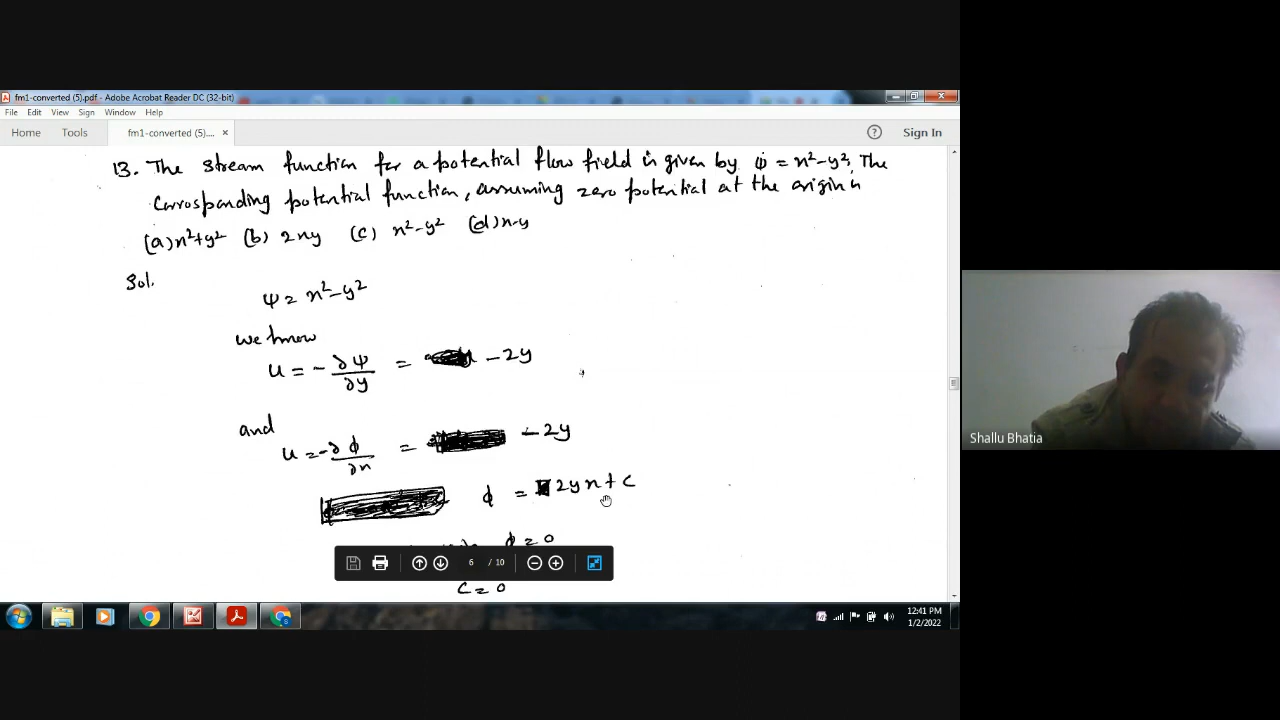 fm1-converted (5).pdf - Adobe Acrobat Reader DC (32-bit)
File Edit View Sign Window Help
Home Tools fm1-converted (5).... × ? Sign In
13. The stream function for a potential flow field is given by ψ = x²-y², The
corrosponding potential function, assuming zero potential at the origin is
(a) x²+y² (b) 2xy (c) x²-y² (d) x-y
Sol.
ψ = x²-y²
we know
u = -∂ψ/∂y = -2y
and
u = -∂ϕ/∂x = -2y
ϕ = 2yx + c
ϕ = 0
6 / 10
c = 0
Shallu Bhatia
12:41 PM
1/2/2022